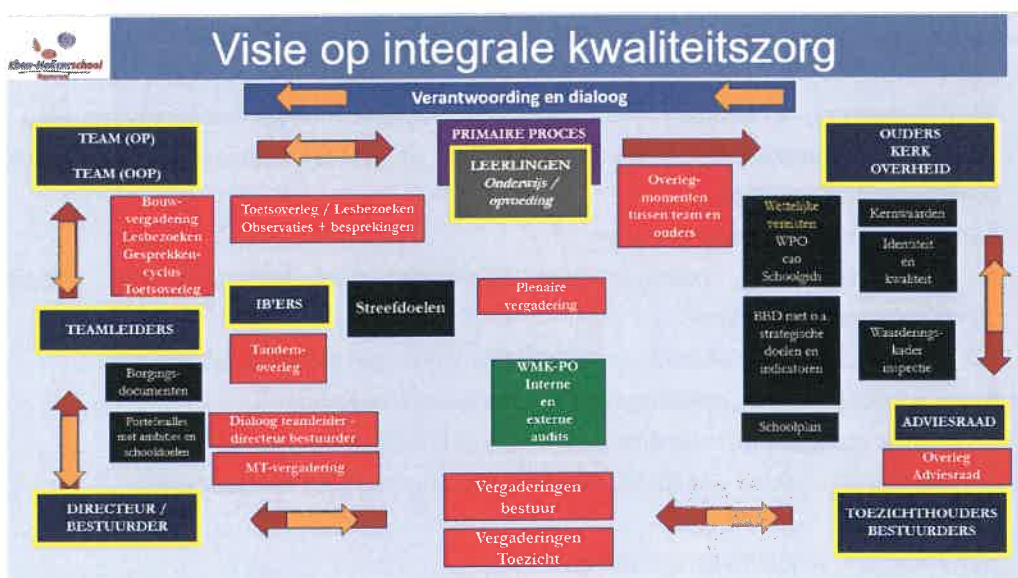 Visie op integrale kwaliteitszorg
Verantwoording en dialoog
TEAM (OP)
TEAM (OOP)
PRIMAIRE PROCES
LEERLINGEN
Onderwijs /
opvoeding
OUDERS
KERK
OVERHEID
Bouw-
vergadering
Lesbezoeken
Gesprekken-
cyclus
Toetsoverleg
Toetsoverleg / Lesbezoeken
Observaties + besprekingen
Overleg-
momenten
tussen team en
ouders
Wettelijke
vereisten
WPO
cao
Schoolgids
Kernwaarden
Identiteit
en
kwaliteit
TEAMLEIDERS
IB'ERS
Streefdoelen
Plenaire
vergadering
Tandem-
overleg
BBD met o.a.
strategische
doelen en
indicatoren
Waarderings-
kader
inspectie
Borgings-
documenten
WMK-PO
Interne
en
externe
audits
Portefeuilles
met ambities en
schooldoelen
Dialoog teamleider -
directeur bestuurder
MT-vergadering
Schoolplan
ADVIESRAAD
Overleg
Adviesraad
DIRECTEUR /
BESTUURDER
Vergaderingen
bestuur
Vergaderingen
Toezicht
TOEZICHTHOUDERS
BESTUURDERS